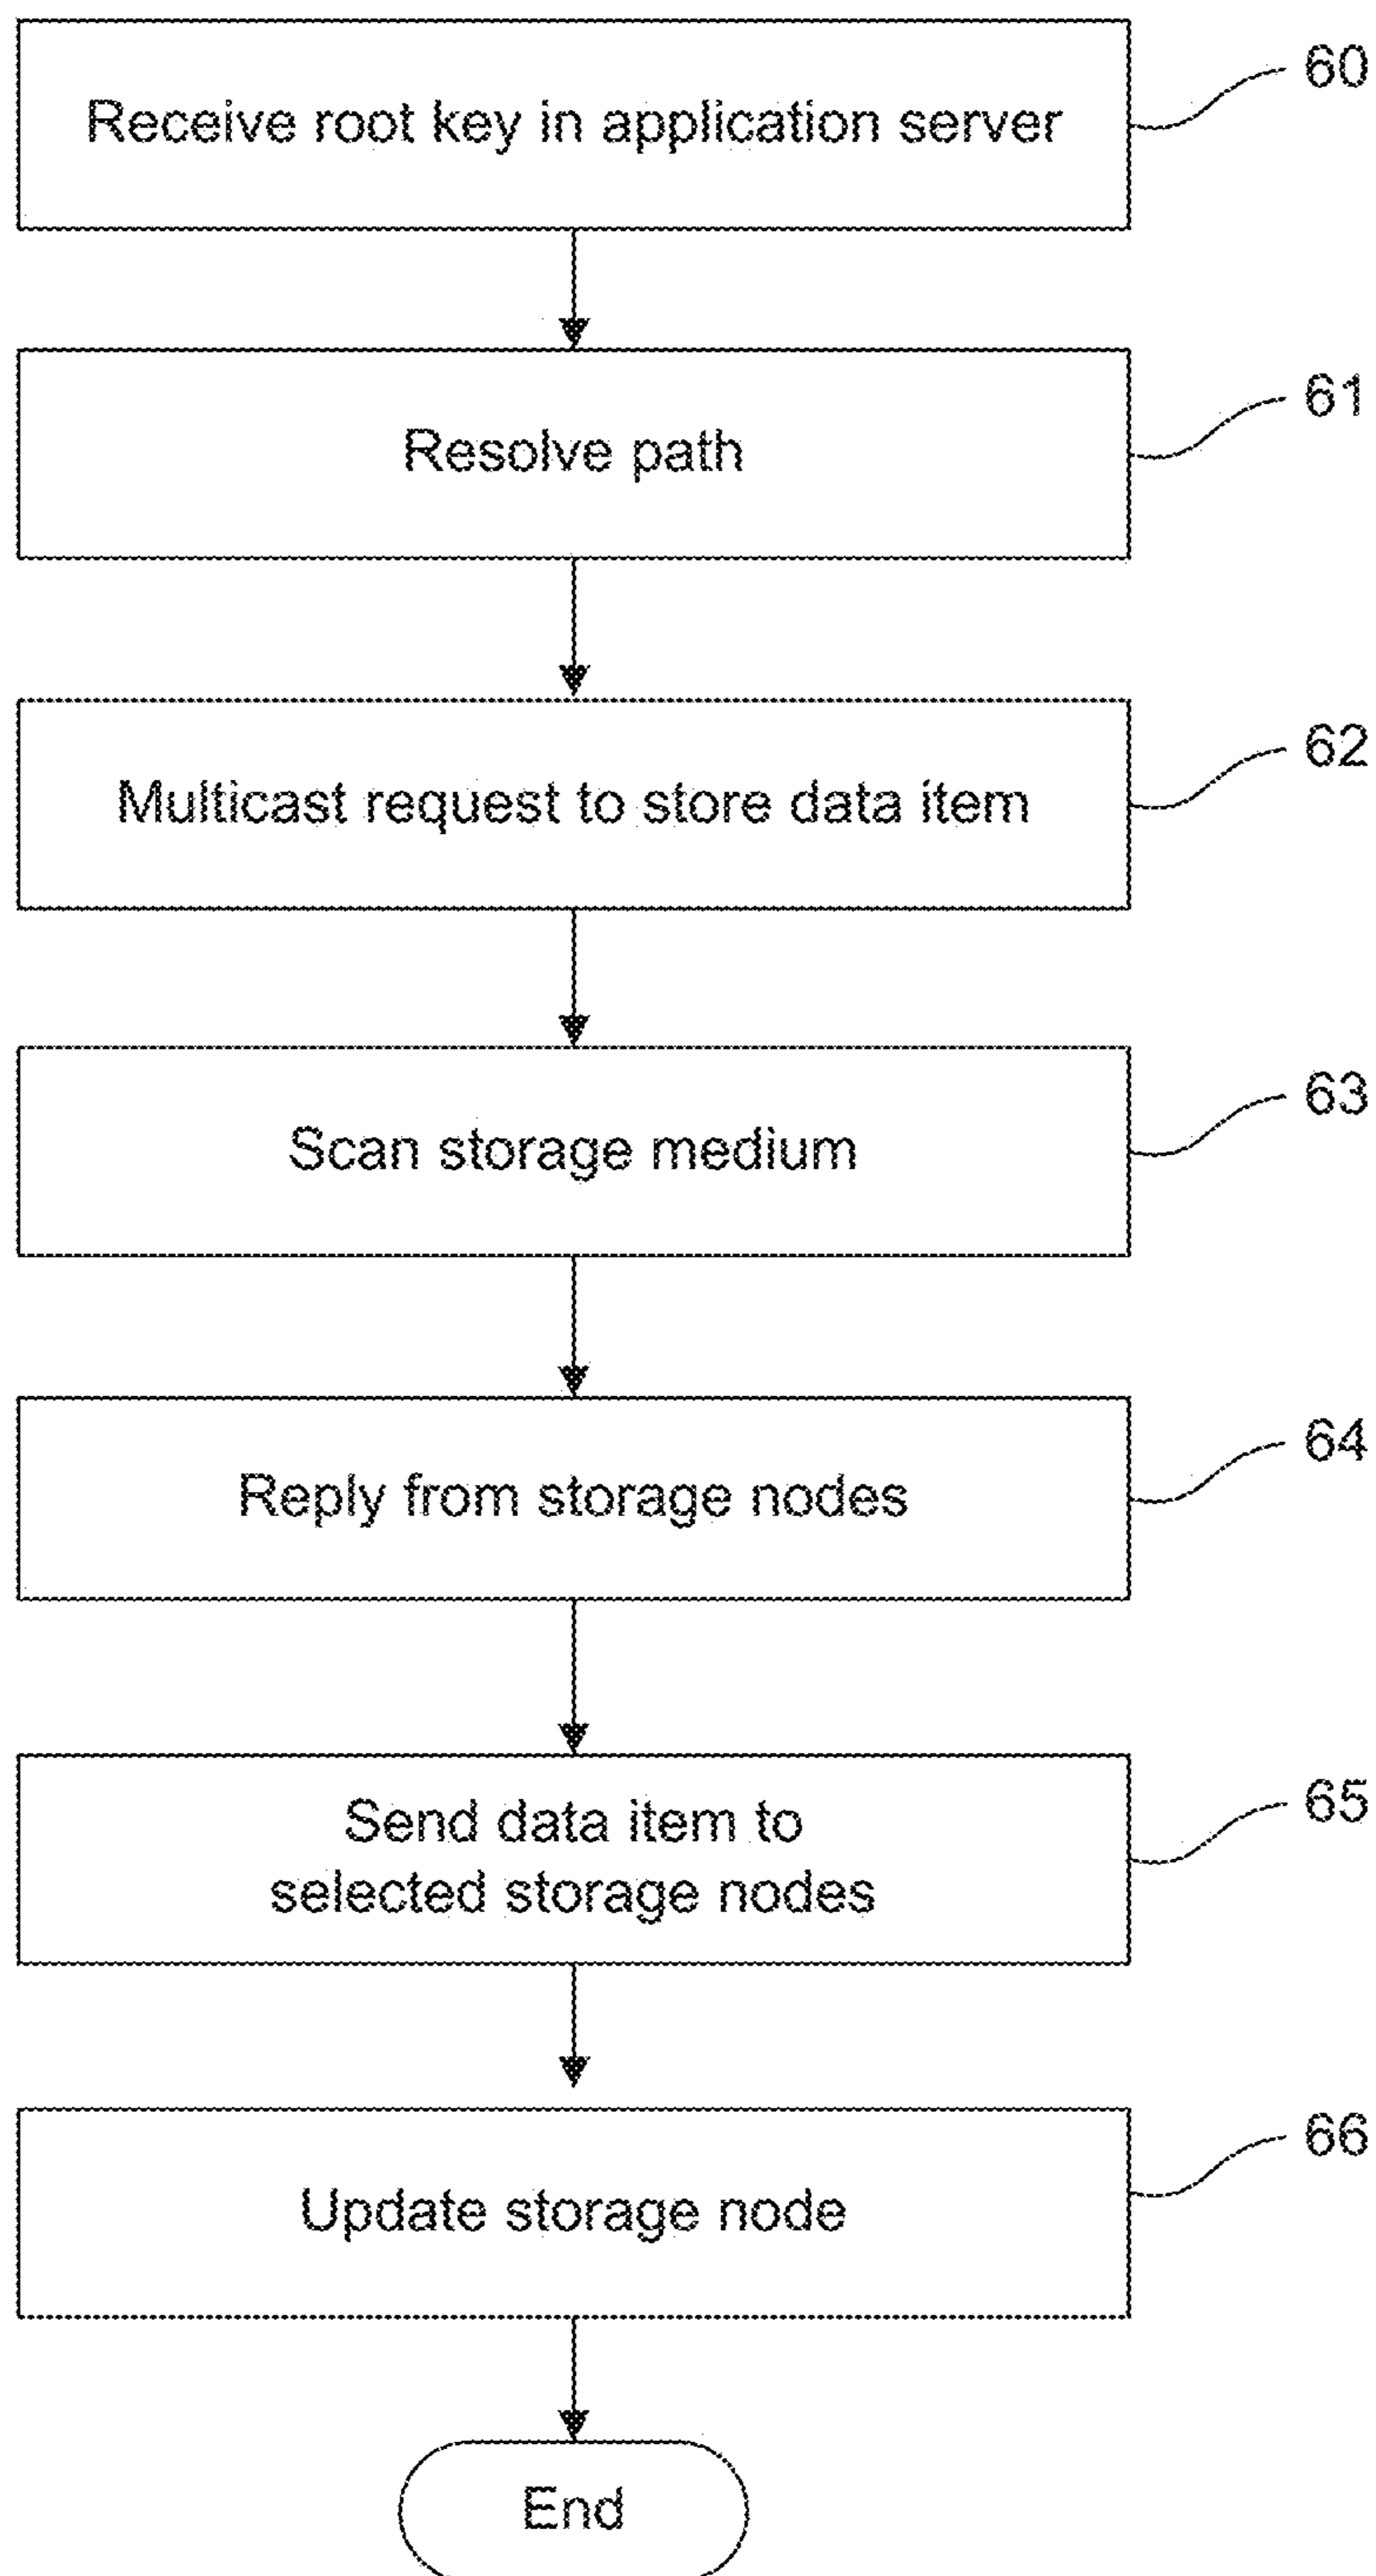 Receive root key in application server
60
Resolve path
61
Multicast request to store data item
62
Scan storage medium
63
Reply from storage nodes
64
Send data item to
selected storage nodes
65
Update storage node
66
End